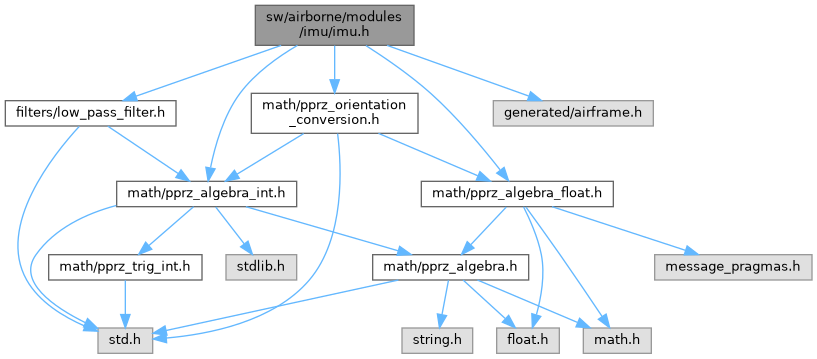 sw/airborne/modules
/imu/imu.h
filters/low_pass_filter.h
math/pprz_orientation
_conversion.h
generated/airframe.h
math/pprz_algebra_int.h
math/pprz_algebra_float.h
math/pprz_trig_int.h
stdlib.h
math/pprz_algebra.h
message_pragmas.h
std.h
string.h
float.h
math.h